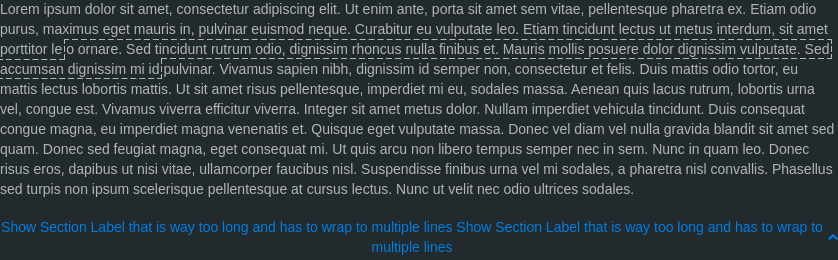 Lorem ipsum dolor sit amet, consectetur adipiscing elit. Ut enim ante, porta sit amet sem vitae, pellentesque pharetra ex. Etiam odio
purus, maximus eget mauris in, pulvinar euismod neque. Curabitur eu vulputate leo. Etiam tincidunt lectus ut metus interdum, sit amet
porttitor leo ornare. Sed tincidunt rutrum odio, dignissim rhoncus nulla finibus et. Mauris mollis posuere dolor dignissim vulputate. Sed
accumsan dignissim mi id pulvinar. Vivamus sapien nibh, dignissim id semper non, consectetur et felis. Duis mattis odio tortor, eu
mattis lectus lobortis mattis. Ut sit amet risus pellentesque, imperdiet mi eu, sodales massa. Aenean quis lacus rutrum, lobortis urna
vel, congue est. Vivamus viverra efficitur viverra. Integer sit amet metus dolor. Nullam imperdiet vehicula tincidunt. Duis consequat
congue magna, eu imperdiet magna venenatis et. Quisque eget vulputate massa. Donec vel diam vel nulla gravida blandit sit amet sed
quam. Donec sed feugiat magna, eget consequat mi. Ut quis arcu non libero tempus semper nec in sem. Nunc in quam leo. Donec
risus eros, dapibus ut nisi vitae, ullamcorper faucibus nisl. Suspendisse finibus urna vel mi sodales, a pharetra nisl convallis. Phasellus
sed turpis non ipsum scelerisque pellentesque at cursus lectus. Nunc ut velit nec odio ultrices sodales.
Show Section Label that is way too long and has to wrap to multiple lines Show Section Label that is way too long and has to wrap to
multiple lines